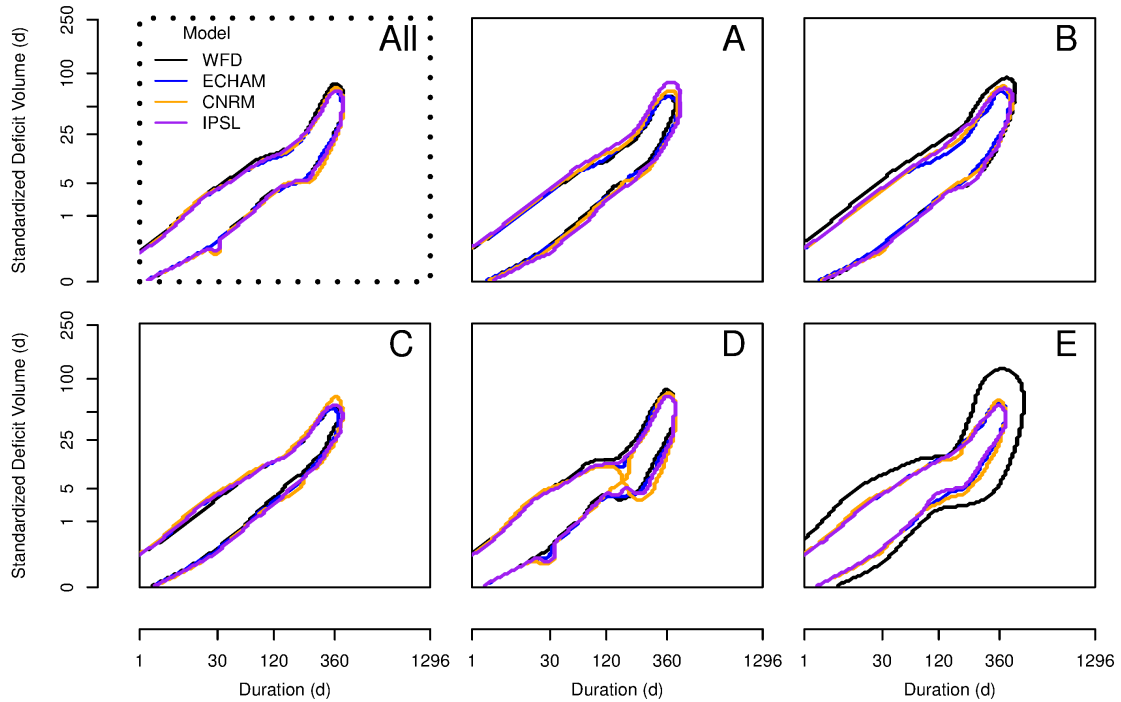 250
100
25
5
1
0
Standardized Deficit Volume (d)
Model
WFD
ECHAM
CNRM
IPSL
All
A
B
250
100
25
5
1
0
Standardized Deficit Volume (d)
C
D
E
1 30 120 360 1296
Duration (d)
1 30 120 360 1296
Duration (d)
1 30 120 360 1296
Duration (d)